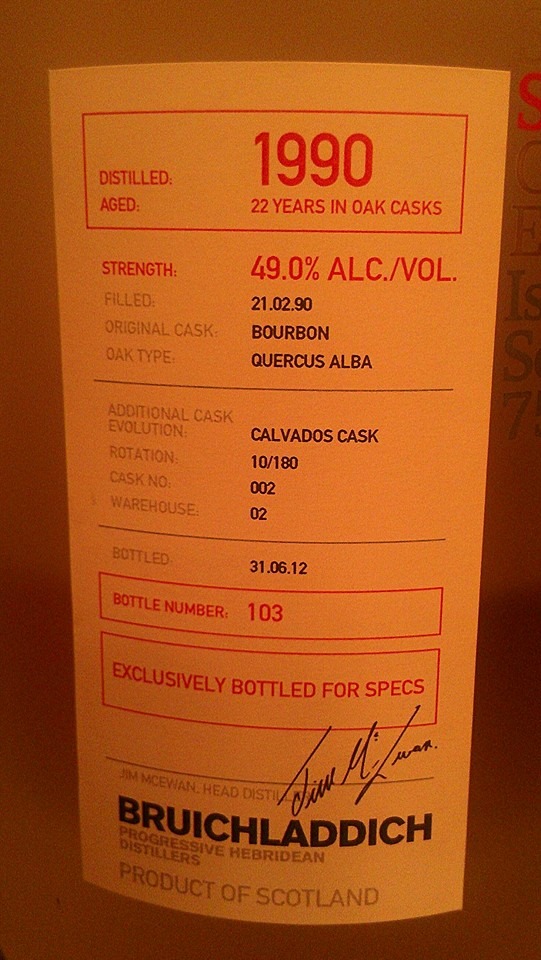 DISTILLED: 1990
AGED: 22 YEARS IN OAK CASKS
STRENGTH: 49.0% ALC./VOL.
FILLED: 21.02.90
ORIGINAL CASK: BOURBON
OAK TYPE: QUERCUS ALBA
ADDITIONAL CASK
EVOLUTION: CALVADOS CASK
ROTATION: 10/180
CASK NO: 002
WAREHOUSE: 02
BOTTLED: 31.06.12
BOTTLE NUMBER: 103
EXCLUSIVELY BOTTLED FOR SPECS
Jim McEwan.
JIM MCEWAN, HEAD
BRUICHLADDICH
PROGRESSIVE HEBRIDEAN
DISTILLERS
PRODUCT OF SCOTLAND